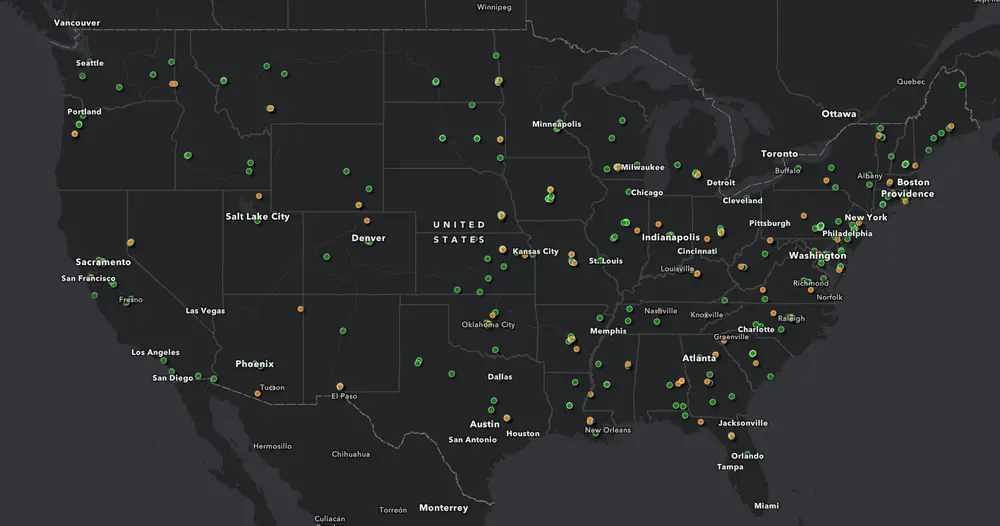 Winnipeg
Vancouver
Seattle
Quebec
Portland
Ottawa
Minneapolis
Toronto
Buffalo
Milwaukee
Albany
Detroit
Boston
Chicago
Cleveland
Providence
Salt Lake City
New York
UNITED
STATES
Pittsburgh
Philadelphia
Denver
Indianapolis
Kansas City
Cincinnati
Washington
Sacramento
St. Louis
Louisville
San Francisco
Richmond
Fresno
Norfolk
Las Vegas
Nashville
Knoxville
Raleigh
Oklahoma City
Memphis
Charlotte
Greenville
Los Angeles
Phoenix
Atlanta
San Diego
Dallas
Tucson
El Paso
Austin
Houston
New Orleans
Jacksonville
San Antonio
Hermosillo
Chihuahua
Orlando
Tampa
Miami
Torreón
Monterrey
Culiacán